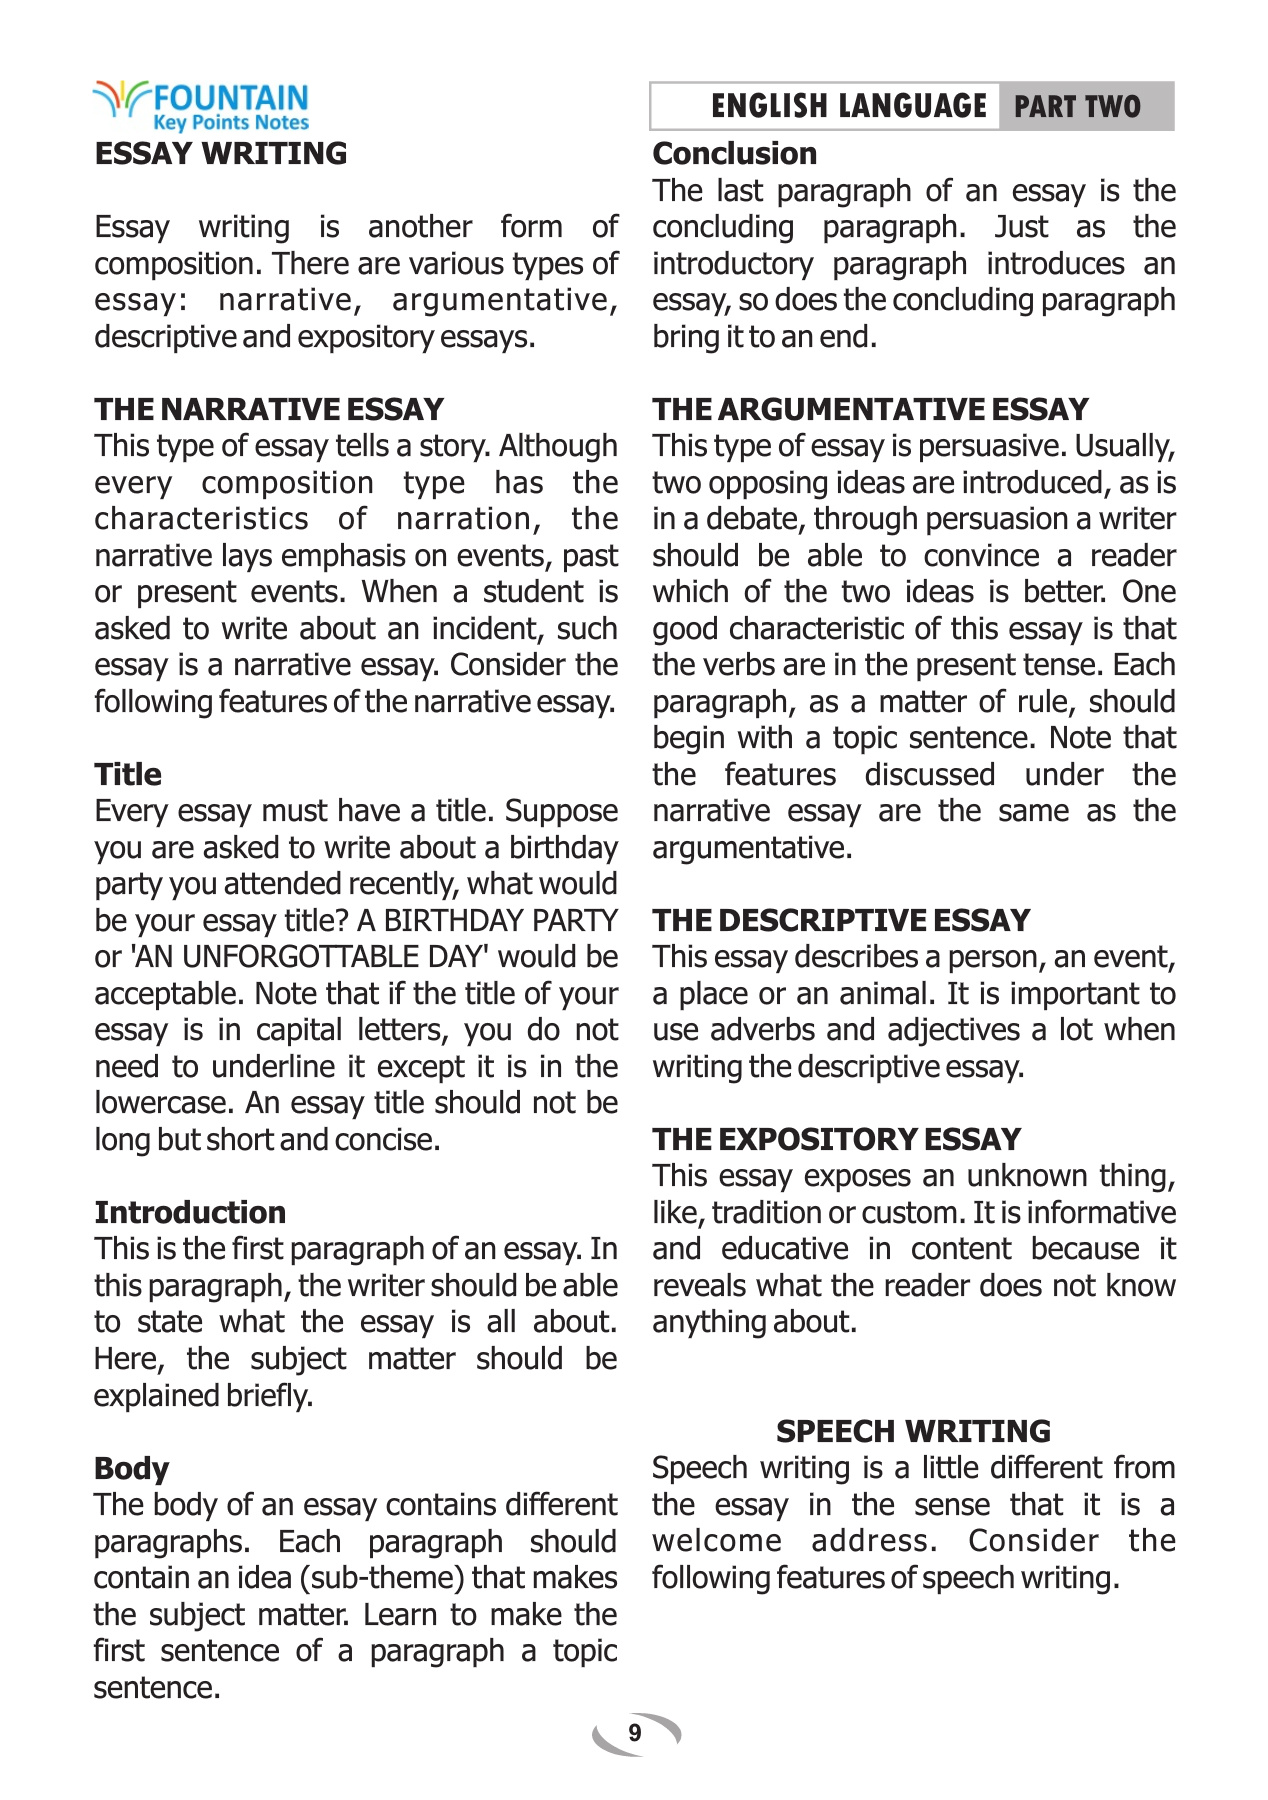 FOUNTAIN
Key Points Notes
ENGLISH LANGUAGE PART TWO
ESSAY WRITING
Essay writing is another form of
composition. There are various types of
essay: narrative, argumentative,
descriptive and expository essays.
THE NARRATIVE ESSAY
This type of essay tells a story. Although
every composition type has the
characteristics of narration, the
narrative lays emphasis on events, past
or present events. When a student is
asked to write about an incident, such
essay is a narrative essay. Consider the
following features of the narrative essay.
Title
Every essay must have a title. Suppose
you are asked to write about a birthday
party you attended recently, what would
be your essay title? A BIRTHDAY PARTY
or 'AN UNFORGOTTABLE DAY' would be
acceptable. Note that if the title of your
essay is in capital letters, you do not
need to underline it except it is in the
lowercase. An essay title should not be
long but short and concise.
Introduction
This is the first paragraph of an essay. In
this paragraph, the writer should be able
to state what the essay is all about.
Here, the subject matter should be
explained briefly.
Body
The body of an essay contains different
paragraphs. Each paragraph should
contain an idea (sub-theme) that makes
the subject matter. Learn to make the
first sentence of a paragraph a topic
sentence.
Conclusion
The last paragraph of an essay is the
concluding paragraph. Just as the
introductory paragraph introduces an
essay, so does the concluding paragraph
bring it to an end.
THE ARGUMENTATIVE ESSAY
This type of essay is persuasive. Usually,
two opposing ideas are introduced, as is
in a debate, through persuasion a writer
should be able to convince a reader
which of the two ideas is better. One
good characteristic of this essay is that
the verbs are in the present tense. Each
paragraph, as a matter of rule, should
begin with a topic sentence. Note that
the features discussed under the
narrative essay are the same as the
argumentative.
THE DESCRIPTIVE ESSAY
This essay describes a person, an event,
a place or an animal. It is important to
use adverbs and adjectives a lot when
writing the descriptive essay.
THE EXPOSITORY ESSAY
This essay exposes an unknown thing,
like, tradition or custom. It is informative
and educative in content because it
reveals what the reader does not know
anything about.
SPEECH WRITING
Speech writing is a little different from
the essay in the sense that it is a
welcome address. Consider the
following features of speech writing.
9